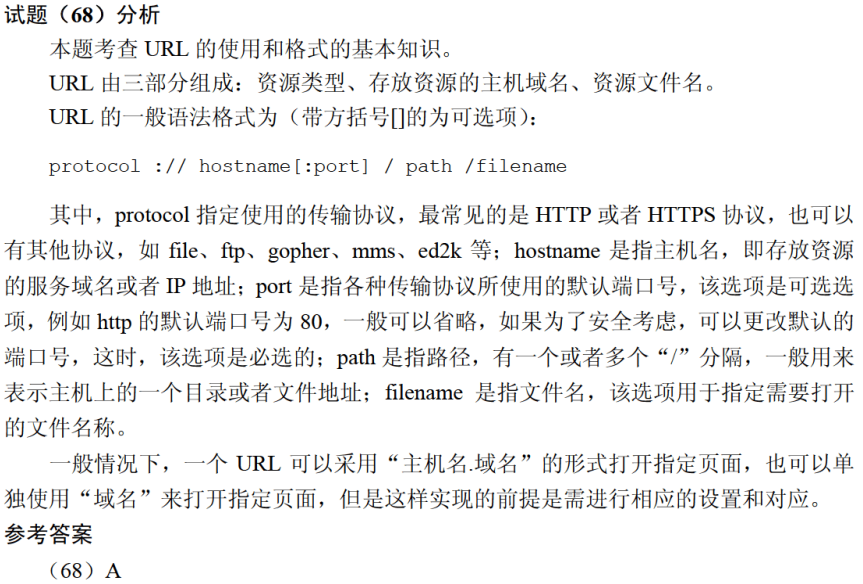 试题（68）分析
本题考查 URL 的使用和格式的基本知识。
URL 由三部分组成：资源类型、存放资源的主机域名、资源文件名。
URL 的一般语法格式为（带方括号[]的为可选项）：
protocol :// hostname[:port] / path /filename
其中，protocol 指定使用的传输协议，最常见的是 HTTP 或者 HTTPS 协议，也可以
有其他协议，如 file、ftp、gopher、mms、ed2k 等；hostname 是指主机名，即存放资源
的服务域名或者 IP 地址；port 是指各种传输协议所使用的默认端口号，该选项是可选选
项，例如 http 的默认端口号为 80，一般可以省略，如果为了安全考虑，可以更改默认的
端口号，这时，该选项是必选的；path 是指路径，有一个或者多个“/”分隔，一般用来
表示主机上的一个目录或者文件地址；filename 是指文件名，该选项用于指定需要打开
的文件名称。
一般情况下，一个 URL 可以采用“主机名.域名”的形式打开指定页面，也可以单
独使用“域名”来打开指定页面，但是这样实现的前提是需进行相应的设置和对应。
参考答案
（68）A